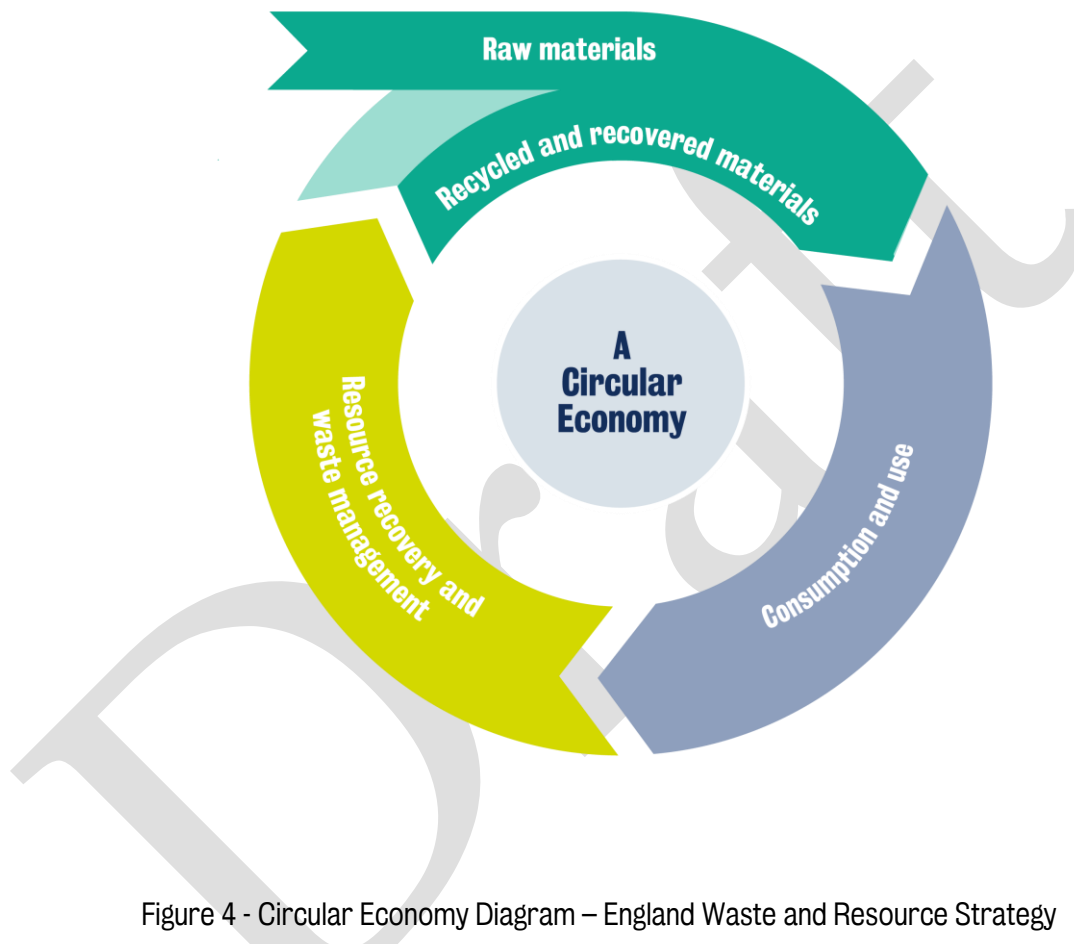 Raw materials
Recycled and recovered materials
A
Circular
Economy
Consumption and use
Resource recovery and
waste management
Draft
Figure 4 - Circular Economy Diagram – England Waste and Resource Strategy